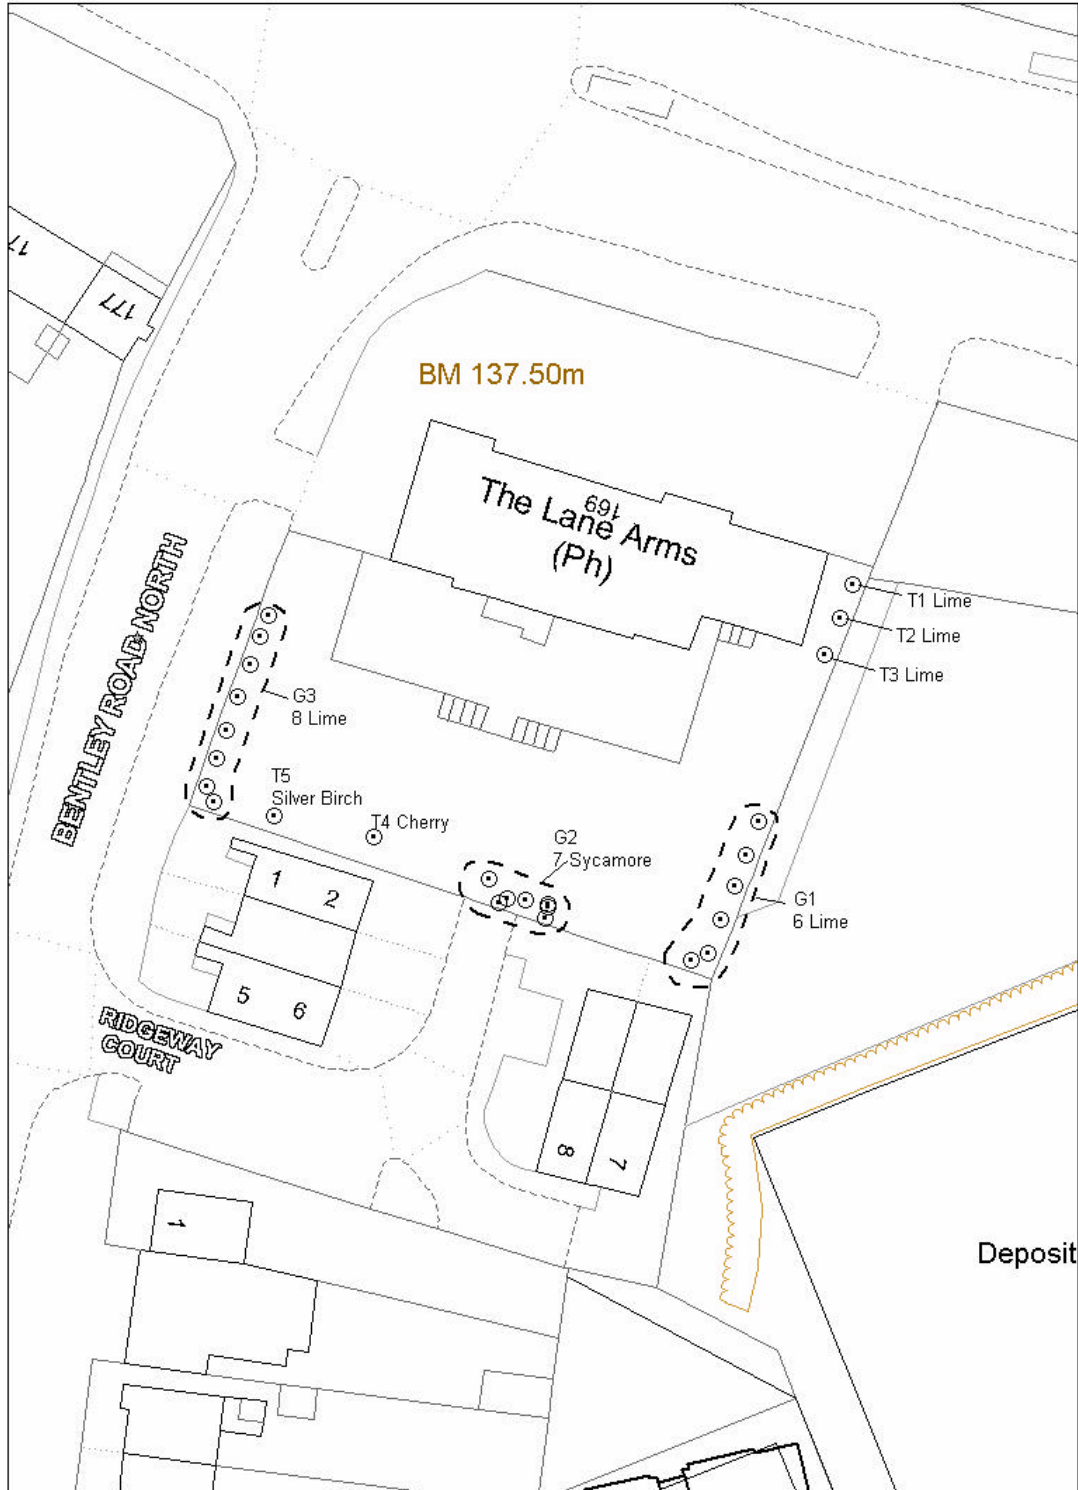 17
177
BM 137.50m
169
The Lane Arms
(Ph)
BENTLEY ROAD NORTH
T1 Lime
T2 Lime
T3 Lime
G3
8 Lime
T5
Silver Birch
T4 Cherry
G2
7 Sycamore
G1
6 Lime
1
2
5
6
RIDGEWAY
COURT
8
7
1
Deposit